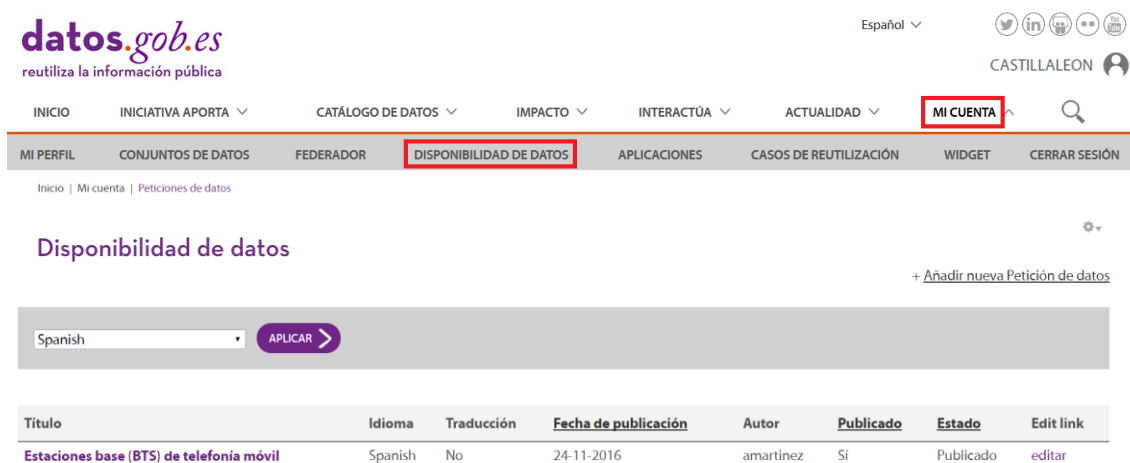 datos.gob.es
reutiliza la información pública
Español
You Tube
CASTILLALEON
INICIO INICIATIVA APORTA CATÁLOGO DE DATOS IMPACTO INTERACTÚA ACTUALIDAD MI CUENTA
MI PERFIL CONJUNTOS DE DATOS FEDERADOR DISPONIBILIDAD DE DATOS APLICACIONES CASOS DE REUTILIZACIÓN WIDGET CERRAR SESIÓN
Inicio | Mi cuenta | Peticiones de datos
Disponibilidad de datos
+ Añadir nueva Petición de datos
Spanish APLICAR
Título Idioma Traducción Fecha de publicación Autor Publicado Estado Edit link
Estaciones base (BTS) de telefonía móvil Spanish No 24-11-2016 amartinez Sí Publicado editar